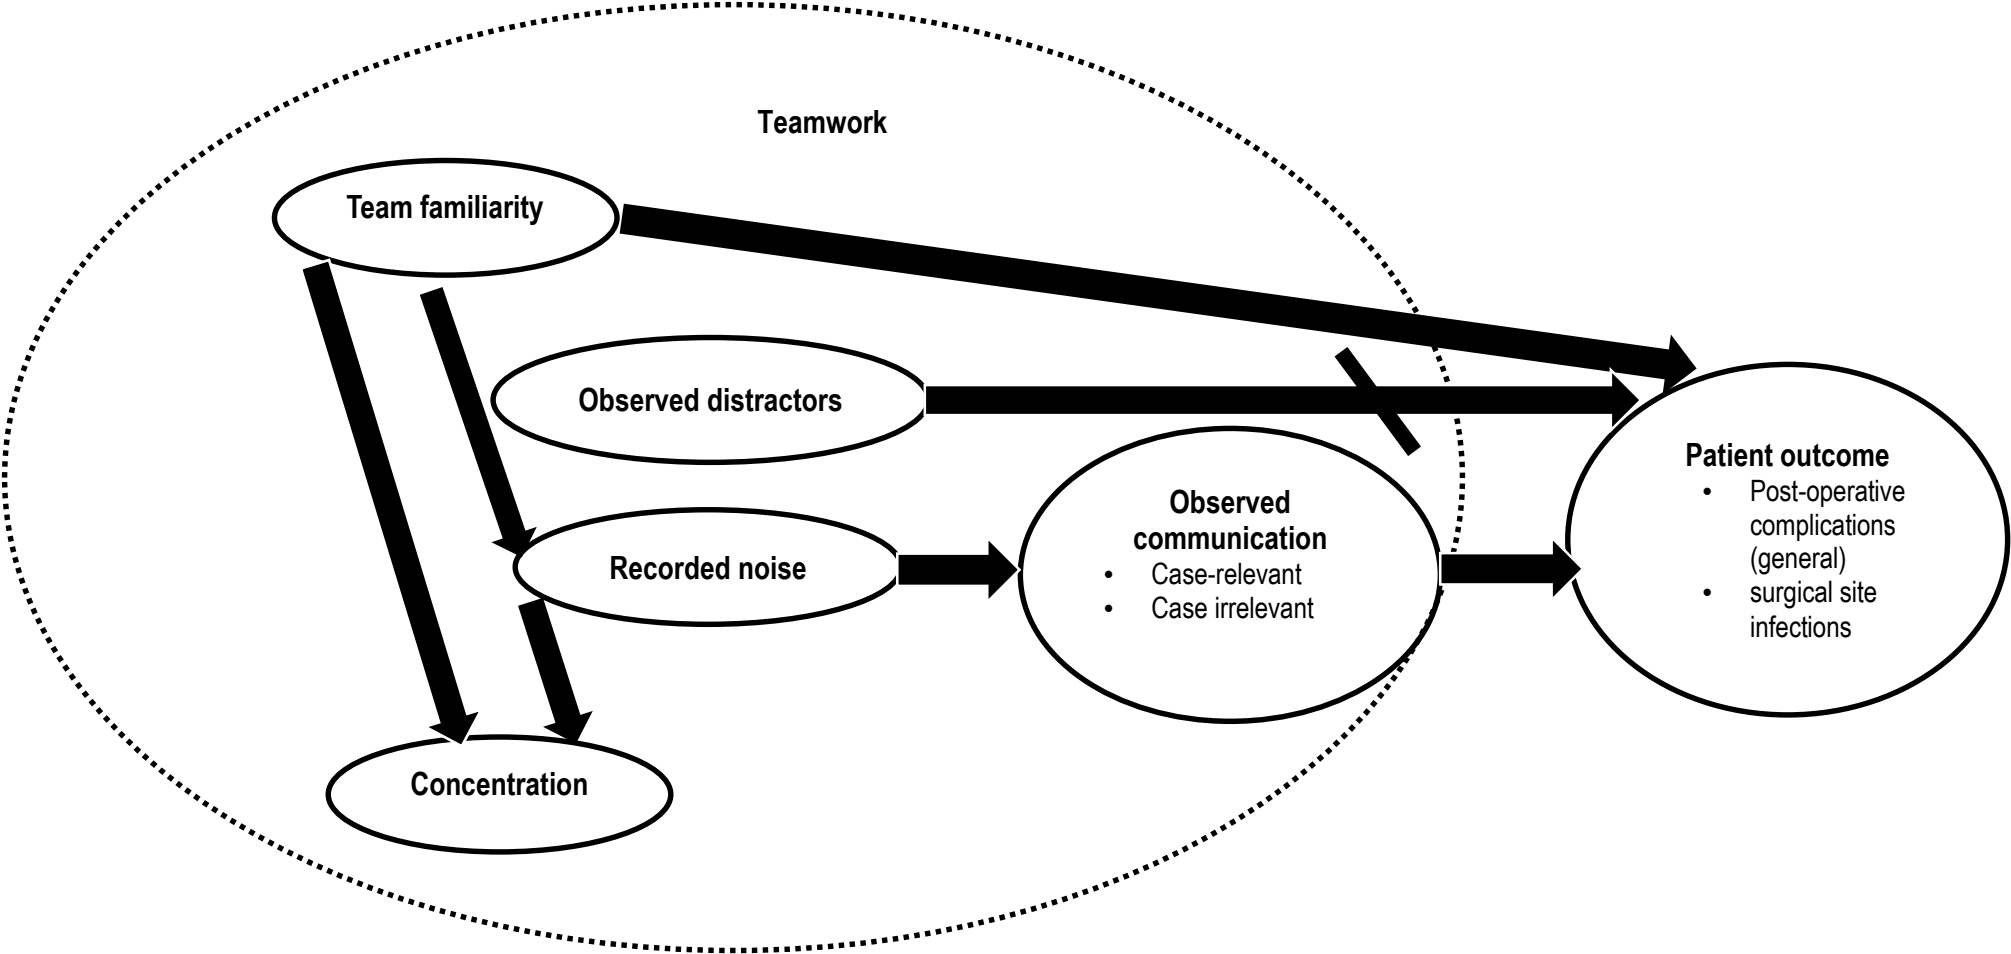 Teamwork
Team familiarity
Observed distractors
Recorded noise
Concentration
Observed
communication
• Case-relevant
• Case irrelevant
Patient outcome
• Post-operative
complications
(general)
• surgical site
infections